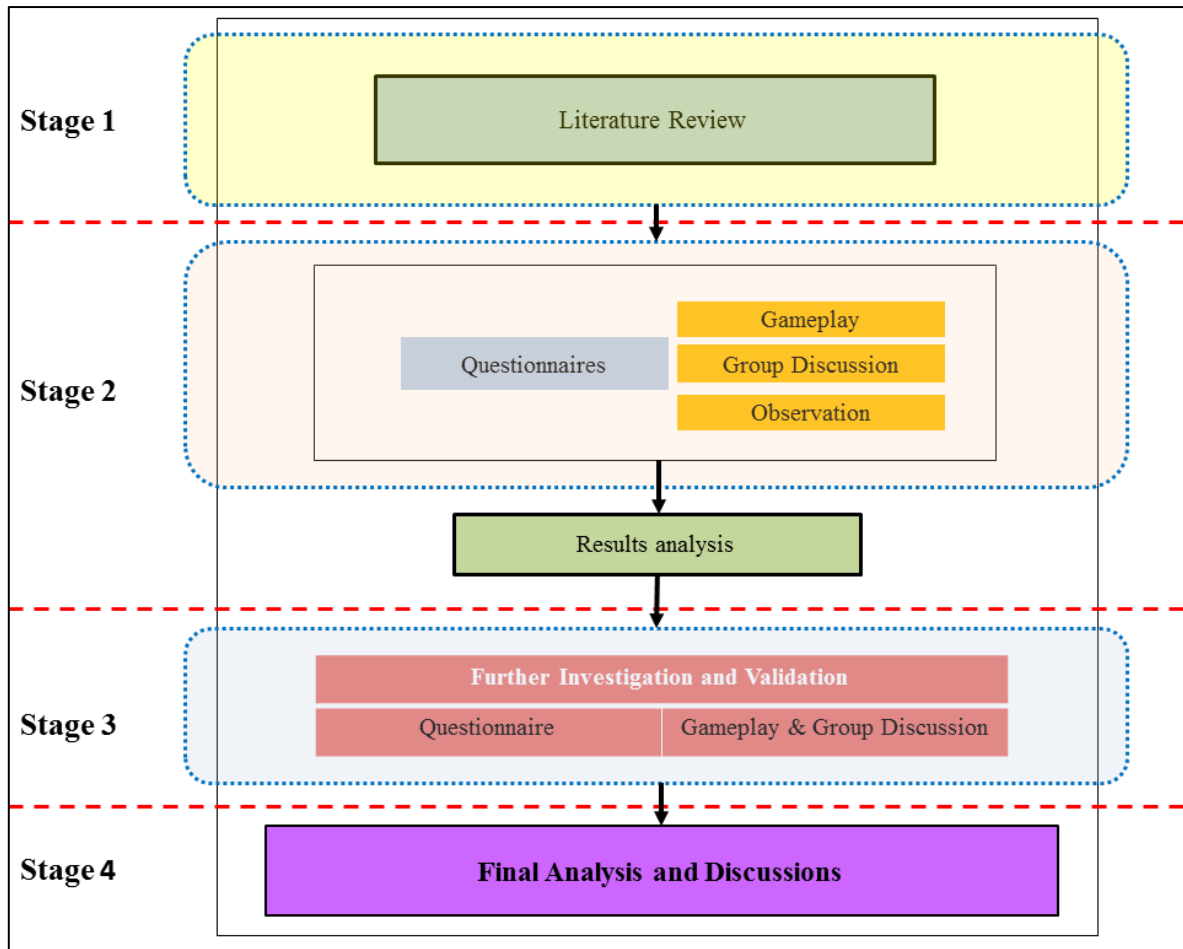 Stage 1
Literature Review
Stage 2
Questionnaires
Gameplay
Group Discussion
Observation
Results analysis
Stage 3
Further Investigation and Validation
Questionnaire
Gameplay & Group Discussion
Stage 4
Final Analysis and Discussions